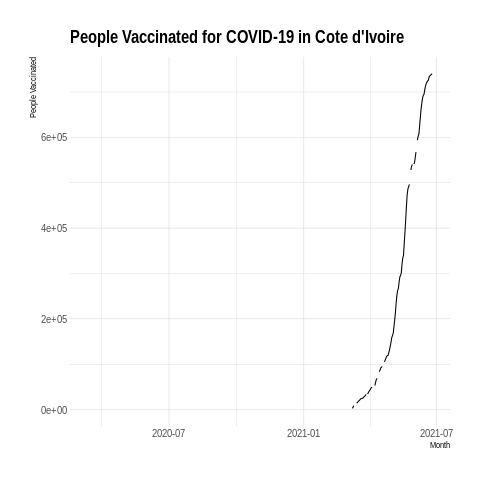 People Vaccinated for COVID-19 in Cote d'Ivoire
People Vaccinated
6e+05
4e+05
2e+05
0e+00
2020-07
2021-01
2021-07
Month